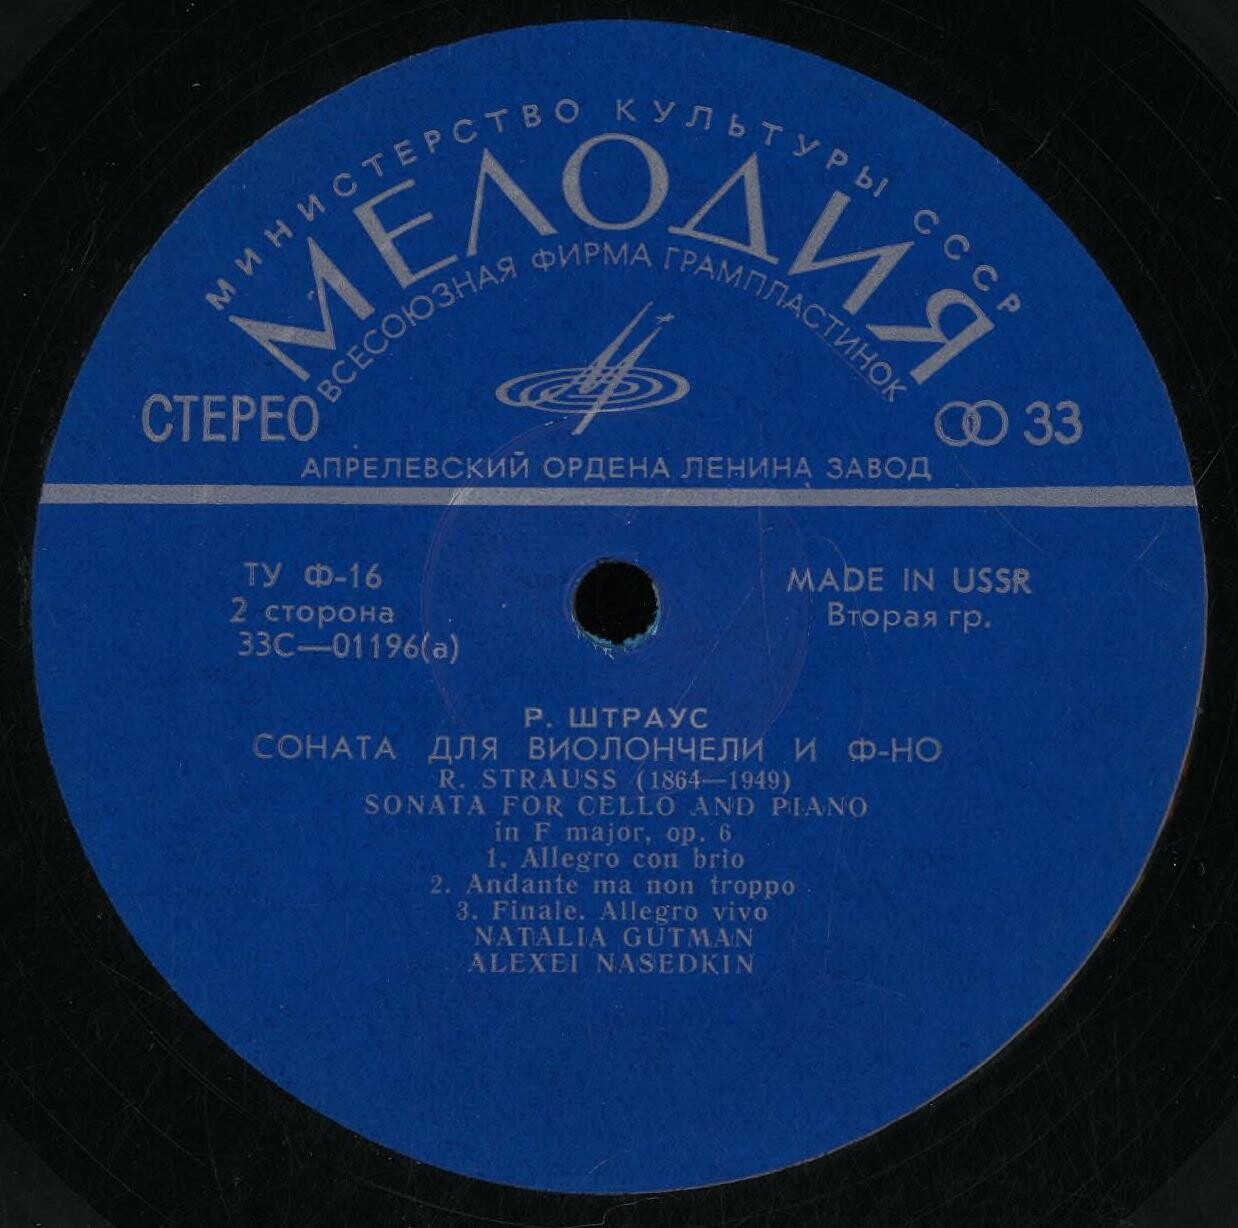 МИНИСТЕРСТВО КУЛЬТУРЫ СССР
МЕЛОДИЯ
ВСЕСОЮЗНАЯ ФИРМА ГРАМПЛАСТИНОК
СТЕРЕО
33
АПРЕЛЕВСКИЙ ОРДЕНА ЛЕНИНА ЗАВОД
ТУ Ф-16
2 сторона
33С—01196(а)
MADE IN USSR
Вторая гр.
Р. ШТРАУС
СОНАТА ДЛЯ ВИОЛОНЧЕЛИ И Ф-НО
R. STRAUSS (1864—1949)
SONATA FOR CELLO AND PIANO
in F major, op. 6
1. Allegro con brio
2. Andante ma non troppo
3. Finale. Allegro vivo
NATALIA GUTMAN
ALEXEI NASEDKIN